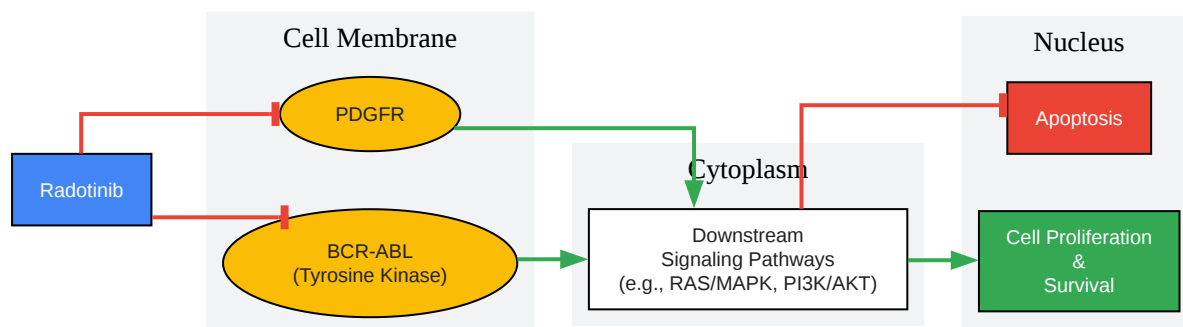 Cell Membrane
Nucleus
PDGFR
Apoptosis
Radotinib
Cytoplasm
BCR-ABL
(Tyrosine Kinase)
Downstream
Signaling Pathways
(e.g., RAS/MAPK, PI3K/AKT)
Cell Proliferation
&
Survival